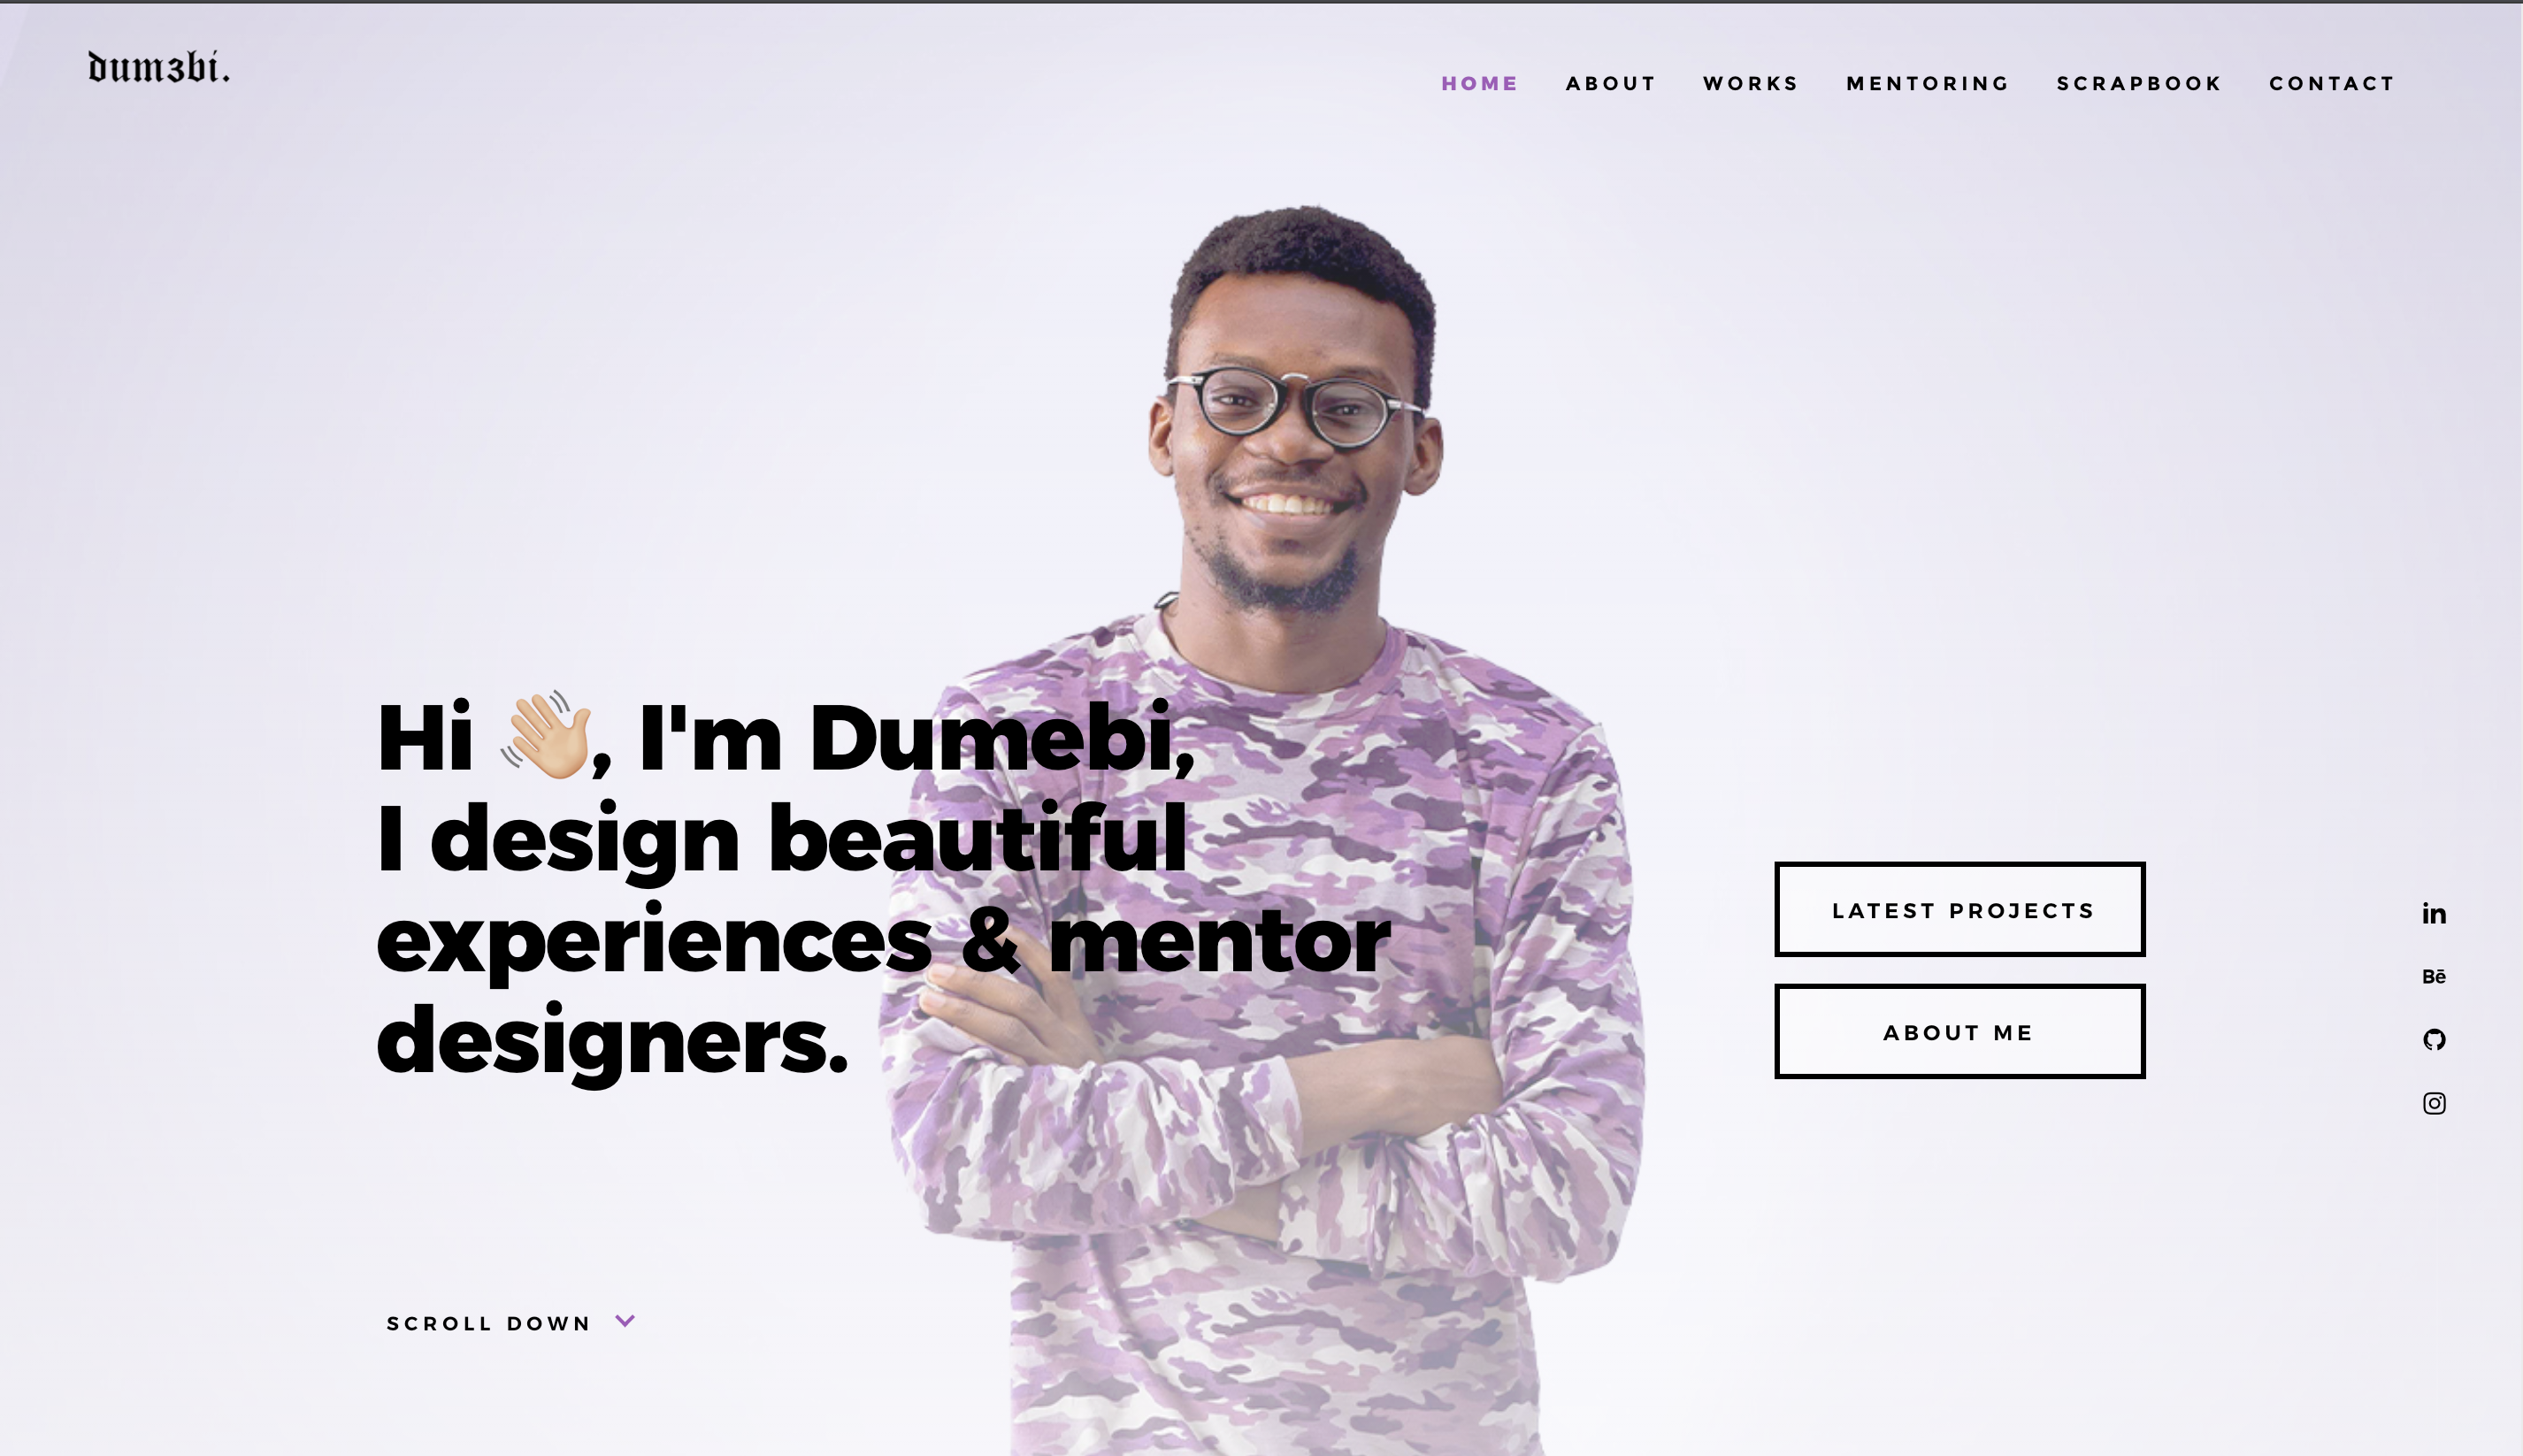 dum3bi.
HOME ABOUT WORKS MENTORING SCRAPBOOK CONTACT
Hi 👋🏼, I'm Dumebi,
I design beautiful
experiences & mentor
designers.
LATEST PROJECTS
ABOUT ME
in
Bē
SCROLL DOWN